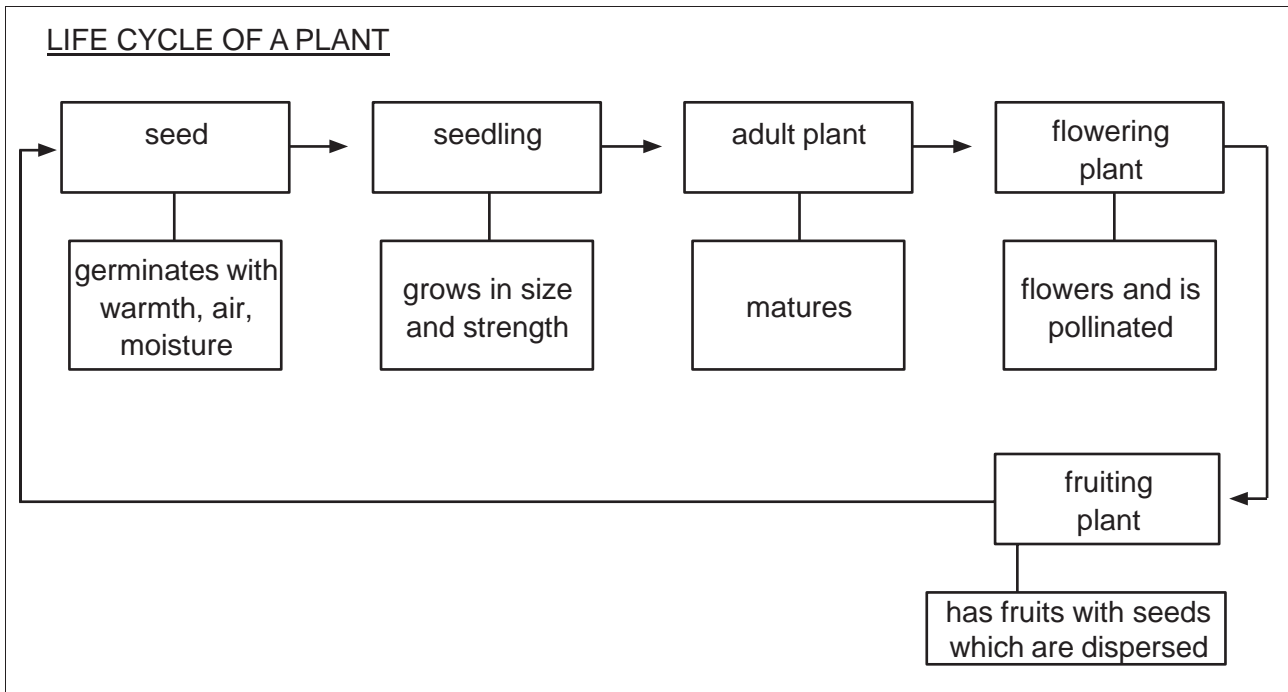 LIFE CYCLE OF A PLANT
seed
germinates with
warmth, air,
moisture
seedling
grows in size
and strength
adult plant
matures
flowering
plant
flowers and is
pollinated
fruiting
plant
has fruits with seeds
which are dispersed